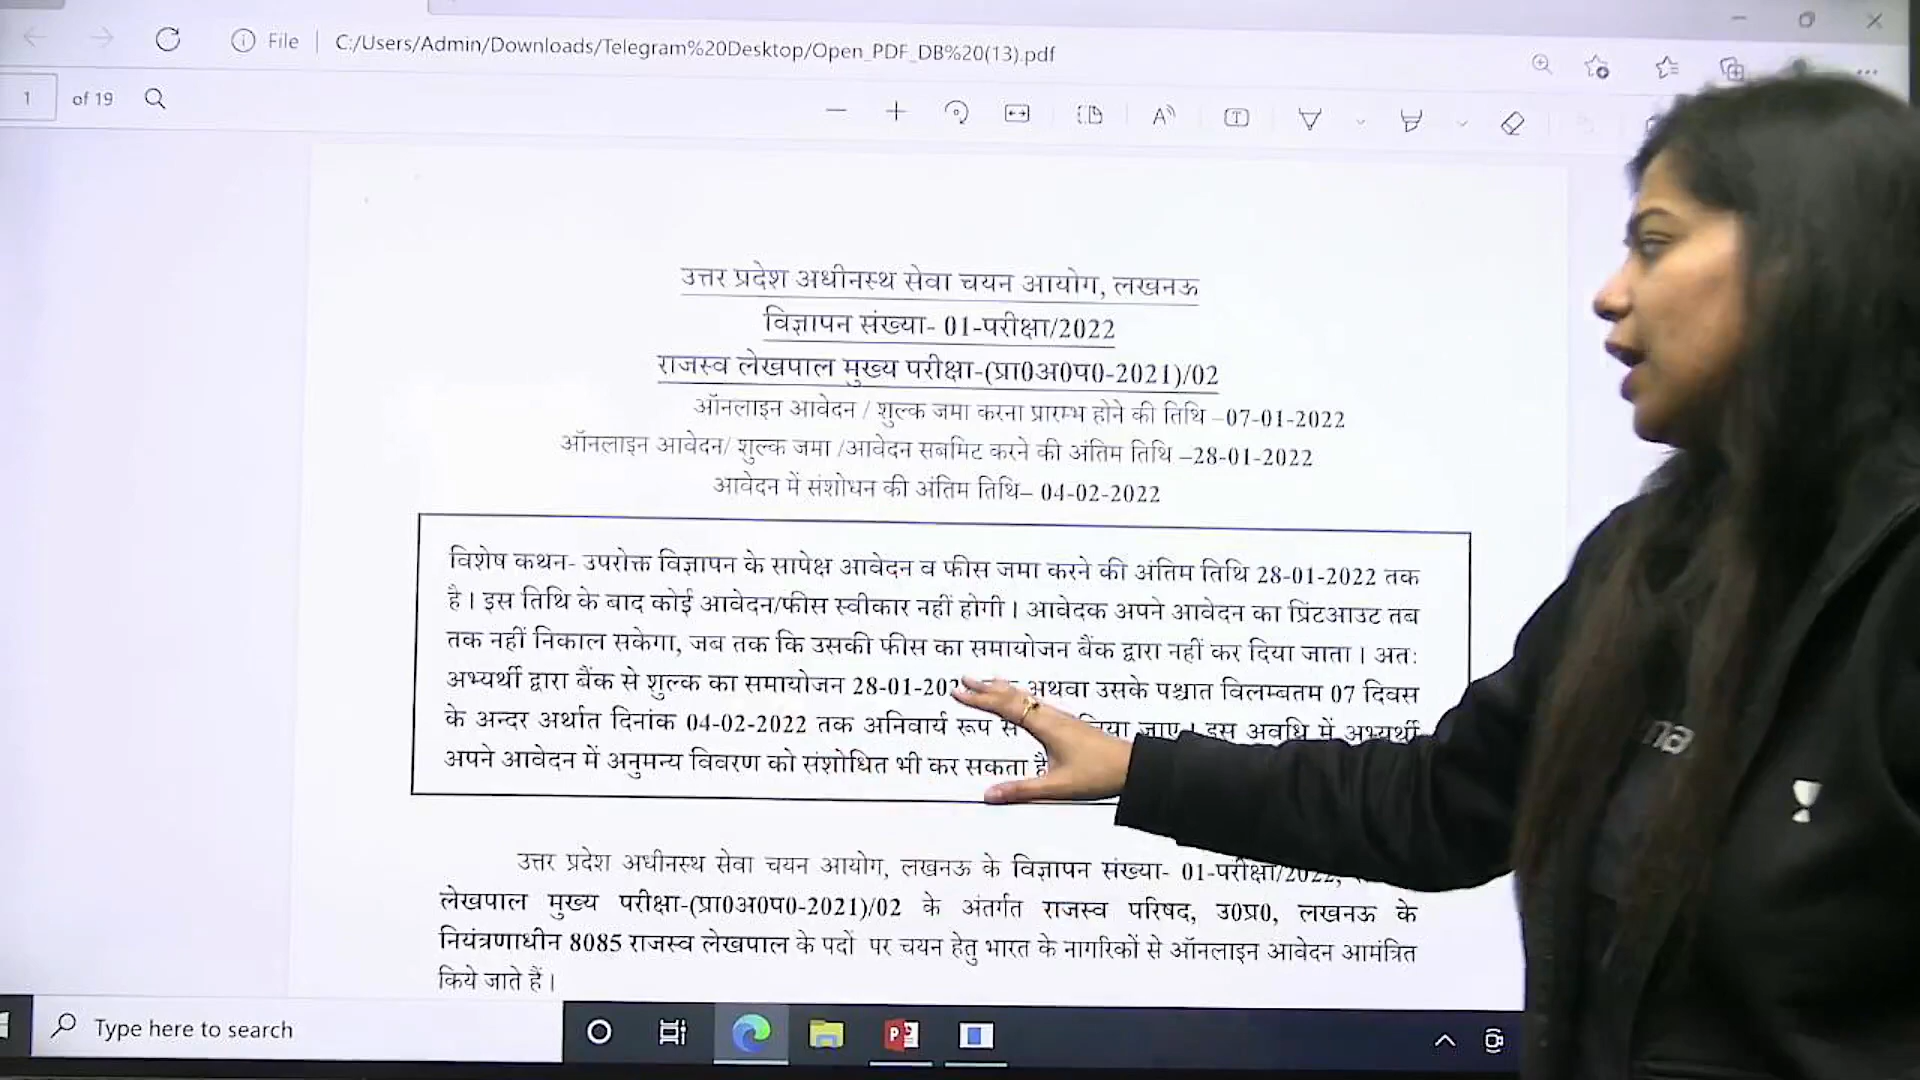 File
C:/Users/Admin/Downloads/Telegram%20Desktop/Open_PDF_DB%20(13).pdf
1 of 19
उत्तर प्रदेश अधीनस्थ सेवा चयन आयोग, लखनऊ
विज्ञापन संख्या- 01-परीक्षा/2022
राजस्व लेखपाल मुख्य परीक्षा-(प्रा0अ0प0-2021)/02
ऑनलाइन आवेदन / शुल्क जमा करना प्रारम्भ होने की तिथि –07-01-2022
ऑनलाइन आवेदन/ शुल्क जमा /आवेदन सबमिट करने की अंतिम तिथि –28-01-2022
आवेदन में संशोधन की अंतिम तिथि– 04-02-2022
विशेष कथन- उपरोक्त विज्ञापन के सापेक्ष आवेदन व फीस जमा करने की अंतिम तिथि 28-01-2022 तक
है। इस तिथि के बाद कोई आवेदन/फीस स्वीकार नहीं होगी। आवेदक अपने आवेदन का प्रिंटआउट तब
तक नहीं निकाल सकेगा, जब तक कि उसकी फीस का समायोजन बैंक द्वारा नहीं कर दिया जाता। अतः
अभ्यर्थी द्वारा बैंक से शुल्क का समायोजन अथवा उसके पश्चात विलम्बतम 07 दिवस
के अन्दर अर्थात दिनांक 04-02-2022 तक अनिवार्य रूप से जाए। इस अवधि में अभ्यर्थी
अपने आवेदन में अनुमन्य विवरण को संशोधित भी कर सकता है
उत्तर प्रदेश अधीनस्थ सेवा चयन आयोग, लखनऊ के विज्ञापन संख्या- 01-परीक्षा/2022,
लेखपाल मुख्य परीक्षा-(प्रा0अ0प0-2021)/02 के अंतर्गत राजस्व परिषद, उ0प्र0, लखनऊ के
नियंत्रणाधीन 8085 राजस्व लेखपाल के पदों पर चयन हेतु भारत के नागरिकों से ऑनलाइन आवेदन आमंत्रित
किये जाते हैं।
Type here to search